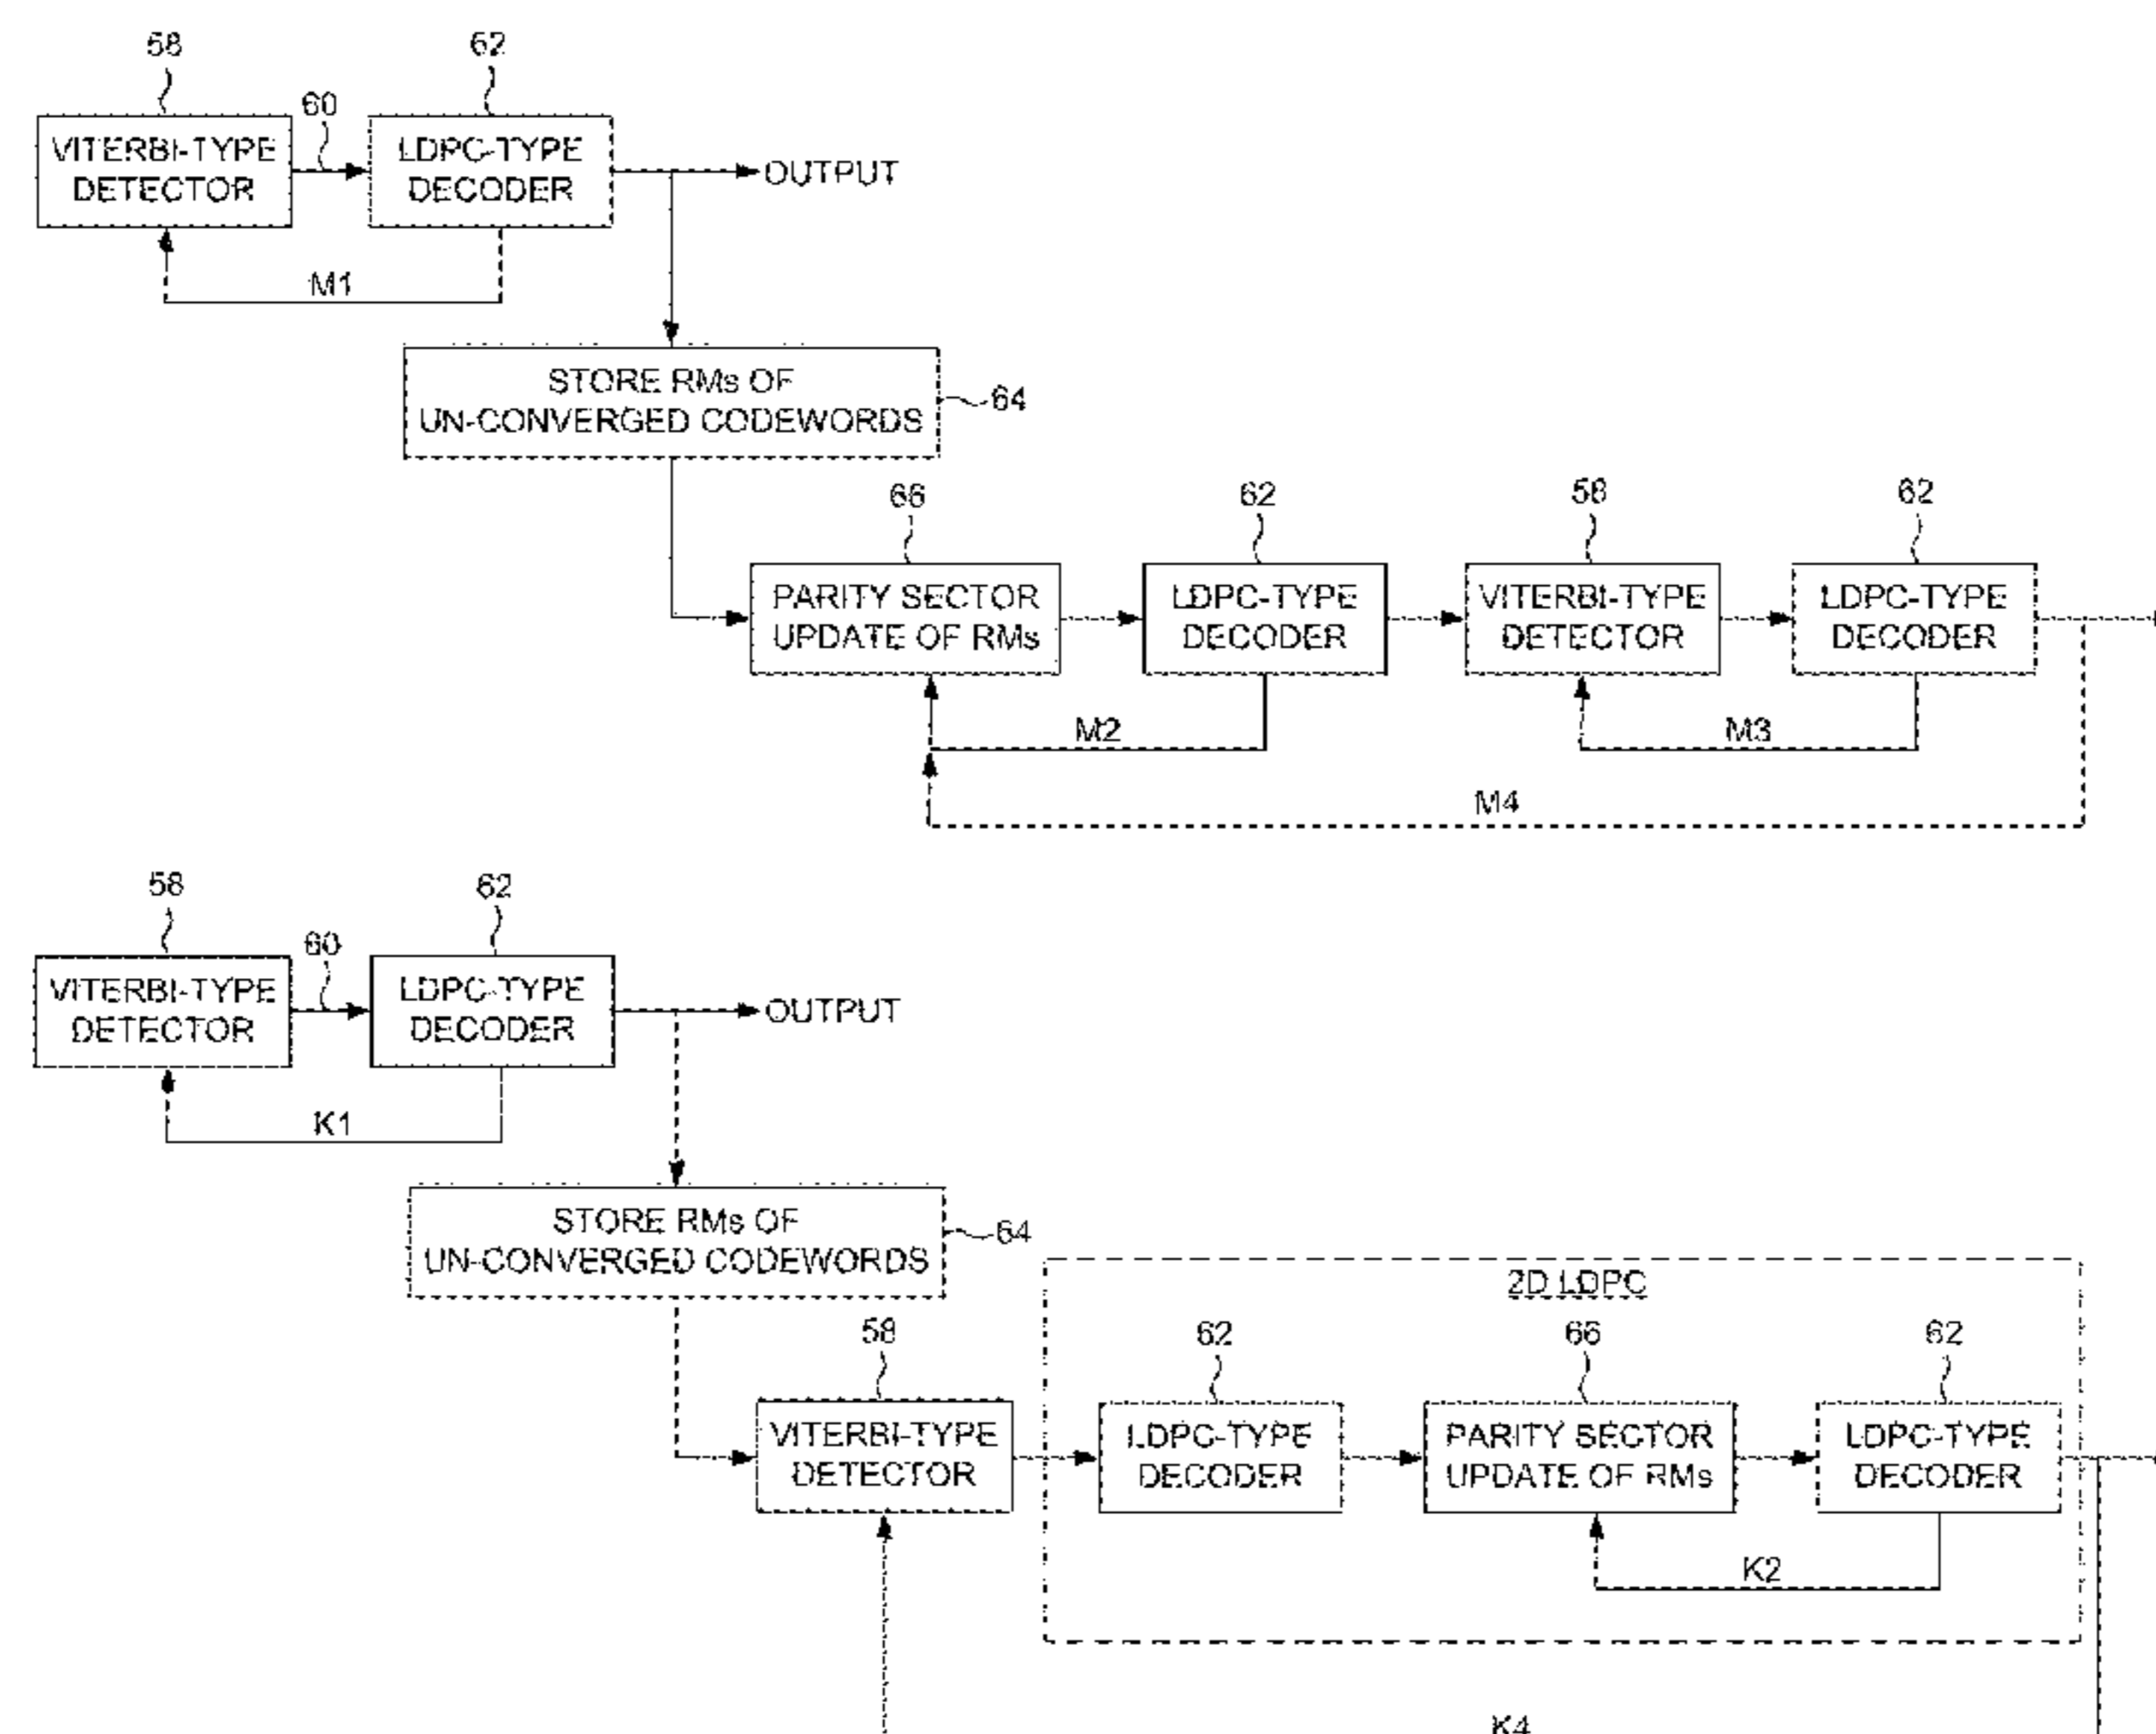 58
62
60
VITERBI-TYPE
DETECTOR
LDPC-TYPE
DECODER
OUTPUT
M1
STORE RMs OF
UN-CONVERGED CODEWORDS
64
66
62
58
62
PARITY SECTOR
UPDATE OF RMs
LDPC-TYPE
DECODER
VITERBI-TYPE
DETECTOR
LDPC-TYPE
DECODER
M2
M3
M4
58
62
60
VITERBI-TYPE
DETECTOR
LDPC-TYPE
DECODER
OUTPUT
K1
STORE RMs OF
UN-CONVERGED CODEWORDS
64
2D LDPC
58
62
66
62
VITERBI-TYPE
DETECTOR
LDPC-TYPE
DECODER
PARITY SECTOR
UPDATE OF RMs
LDPC-TYPE
DECODER
K2
K4